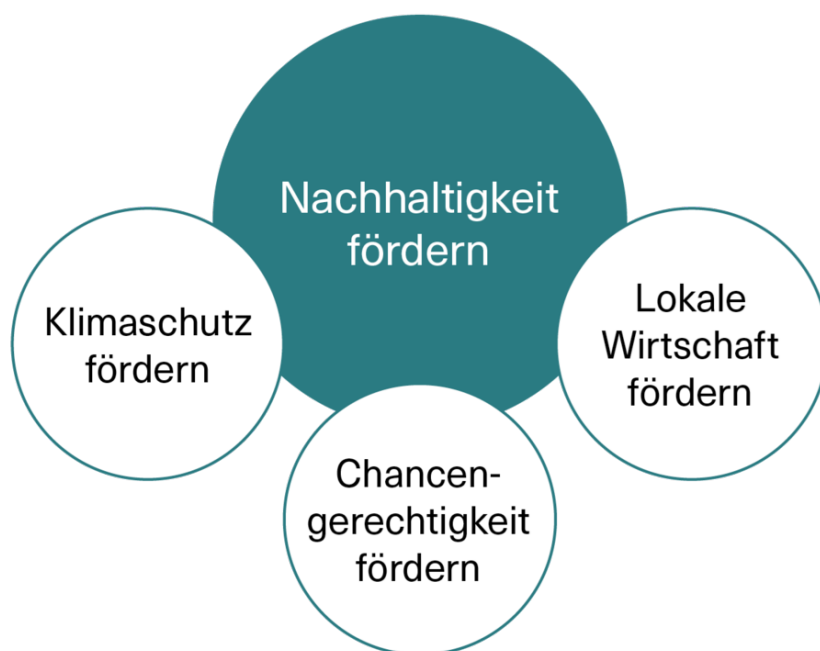 Nachhaltigkeit
fördern
Klimaschutz
fördern
Lokale
Wirtschaft
fördern
Chancen-
gerechtigkeit
fördern